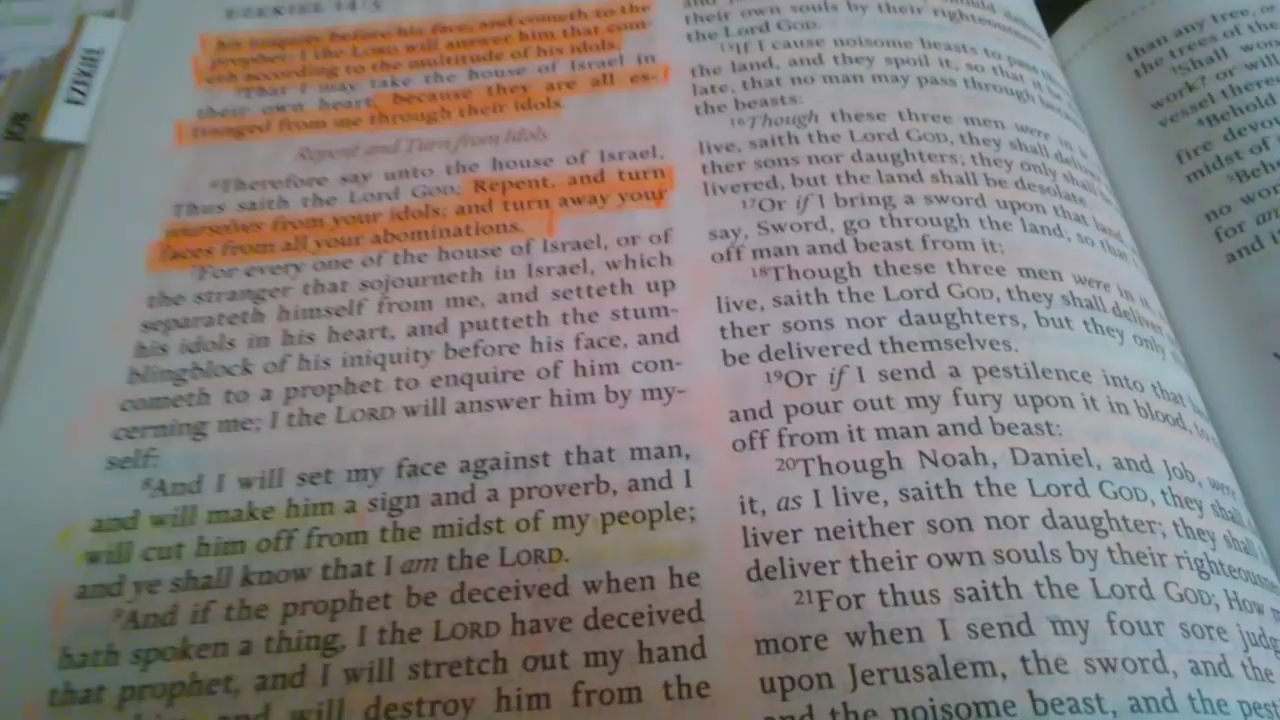 EZEKIEL
JOB
EZEKIEL 14:5
his iniquity before his face, and cometh to the
prophet; I the LORD will answer him that com-
eth according to the multitude of his idols.
That I may take the house of Israel in
their own heart, because they are all es-
tranged from me through their idols.
Repent and Turn from Idols
6Therefore say unto the house of Israel,
Thus saith the Lord GOD; Repent, and turn
yourselves from your idols; and turn away your
faces from all your abominations.
7For every one of the house of Israel, or of
the stranger that sojourneth in Israel, which
separateth himself from me, and setteth up
his idols in his heart, and putteth the stum-
blingblock of his iniquity before his face, and
cometh to a prophet to enquire of him con-
cerning me; I the LORD will answer him by my-
self:
8And I will set my face against that man,
and will make him a sign and a proverb, and I
will cut him off from the midst of my people;
and ye shall know that I am the LORD.
9And if the prophet be deceived when he
hath spoken a thing, I the LORD have deceived
that prophet, and I will stretch out my hand
and will destroy him from the
their own souls by their righteousness
the Lord GOD.
15If I cause noisome beasts to pass
the land, and they spoil it, so that it be
late, that no man may pass through
the beasts:
16Though these three men were in
live, saith the Lord GOD, they shall deliver
ther sons nor daughters; they only shall be
livered, but the land shall be desolate.
17Or if I bring a sword upon that land,
say, Sword, go through the land; so that
off man and beast from it:
18Though these three men were in it,
live, saith the Lord GOD, they shall deliver
ther sons nor daughters, but they only
be delivered themselves.
19Or if I send a pestilence into that
and pour out my fury upon it in blood, to
off from it man and beast:
20Though Noah, Daniel, and Job, were
it, as I live, saith the Lord GOD, they shall
liver neither son nor daughter; they shall
deliver their own souls by their righteous
21For thus saith the Lord GOD; How
more when I send my four sore judg
upon Jerusalem, the sword, and the
and the noisome beast, and the pest
than any tree, or
the trees of the
3Shall woo
work? or will
vessel there
4Behold
fire devo
midst of
5Beh
no wor
for an
and i